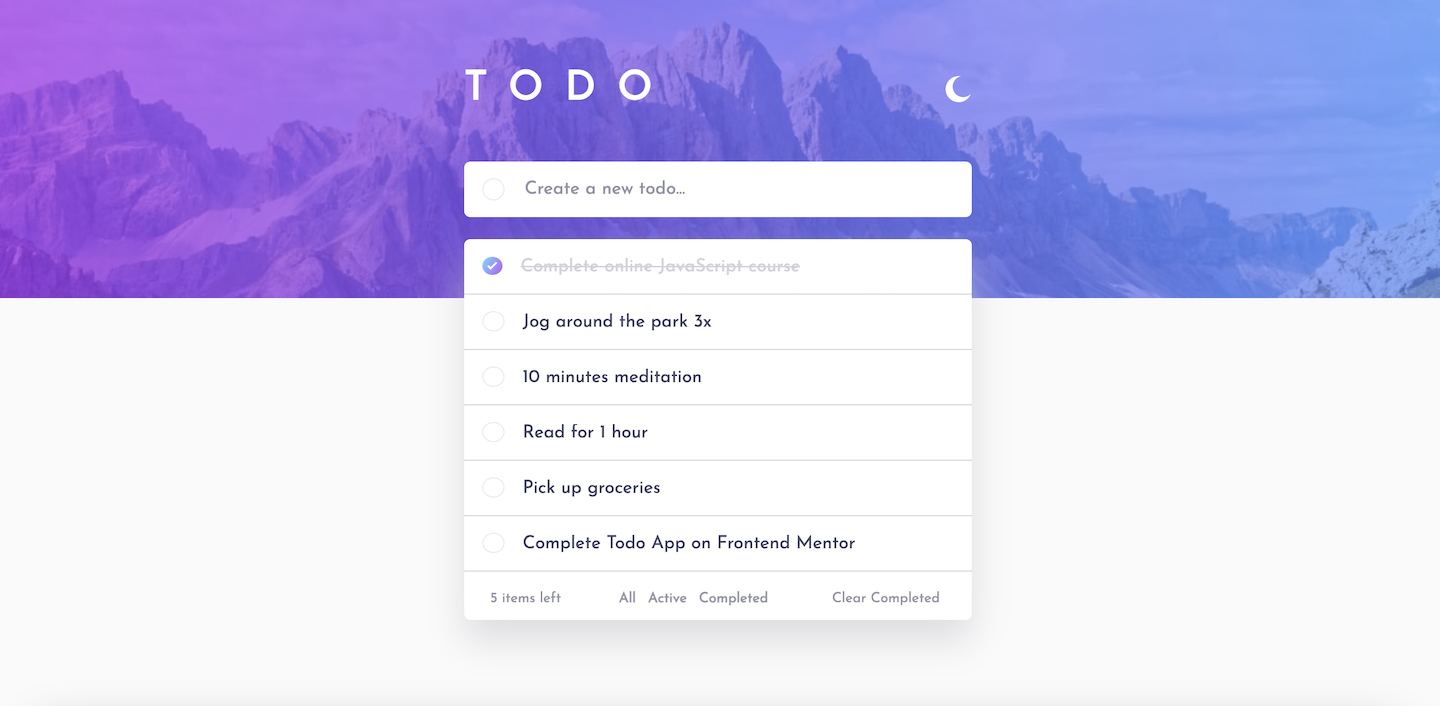 TODO
Create a new todo...
Complete online JavaScript course
Jog around the park 3x
10 minutes meditation
Read for 1 hour
Pick up groceries
Complete Todo App on Frontend Mentor
5 items left All Active Completed Clear Completed